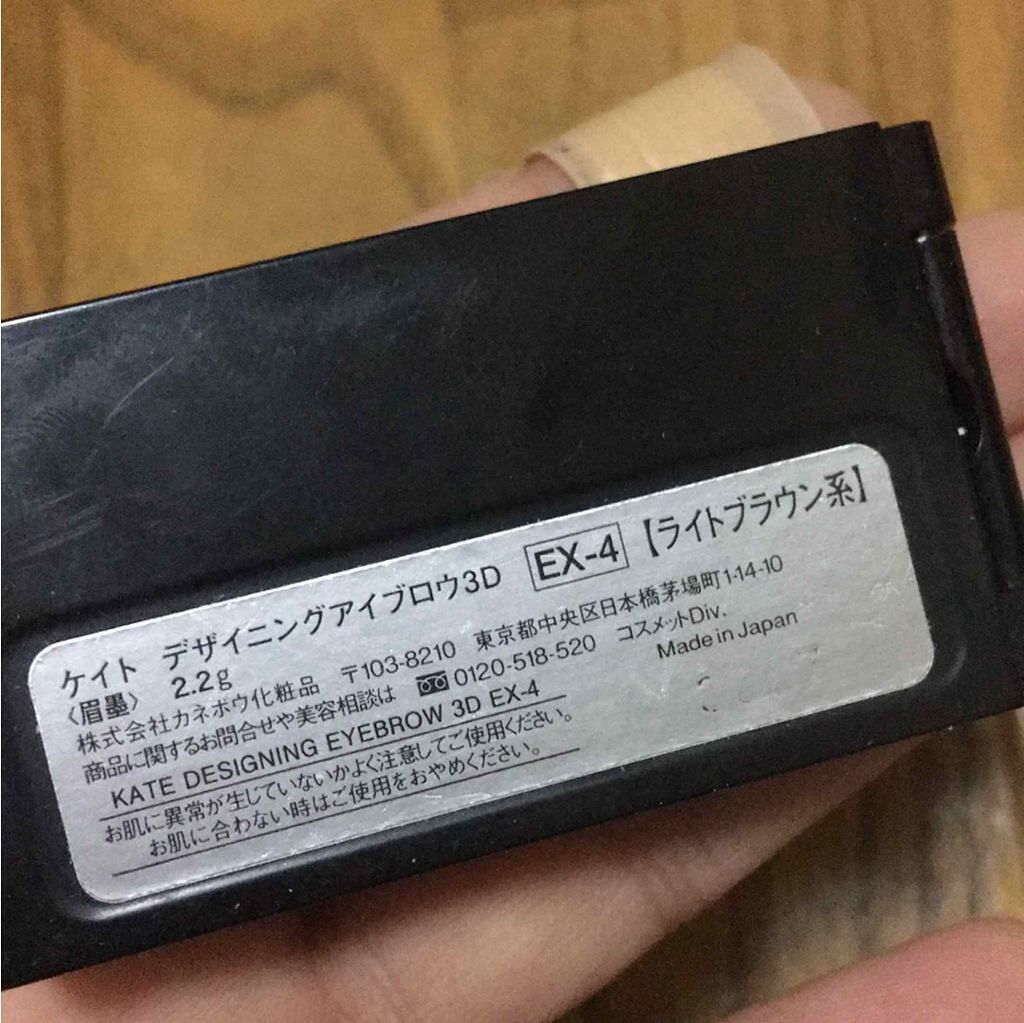 ケイト デザイニングアイブロウ3D EX-4 【ライトブラウン系】
〈眉墨〉 2.2g
株式会社カネボウ化粧品 〒103-8210 東京都中央区日本橋茅場町1-14-10
商品に関するお問合せや美容相談は 0120-518-520 コスメットDiv.
KATE DESIGNING EYEBROW 3D EX-4 Made in Japan
お肌に異常が生じていないかよく注意してご使用ください。
お肌に合わない時はご使用をおやめください。